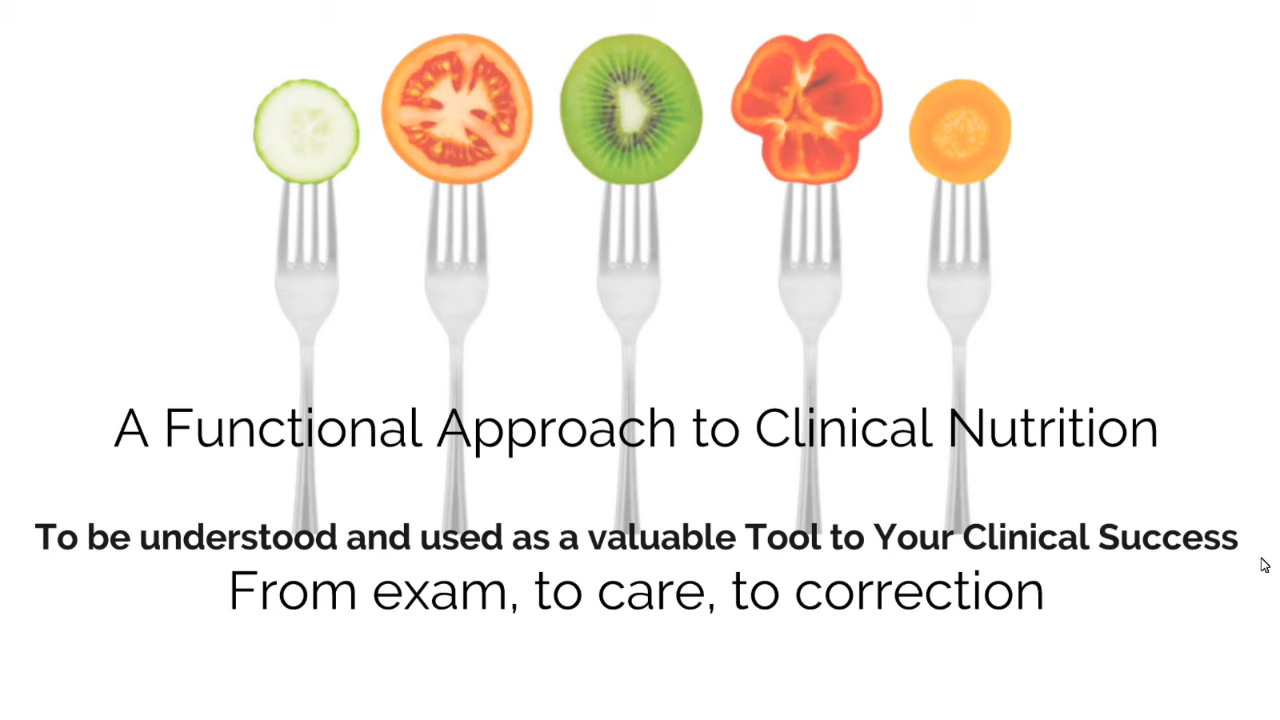 A Functional Approach to Clinical Nutrition
To be understood and used as a valuable Tool to Your Clinical Success
From exam, to care, to correction